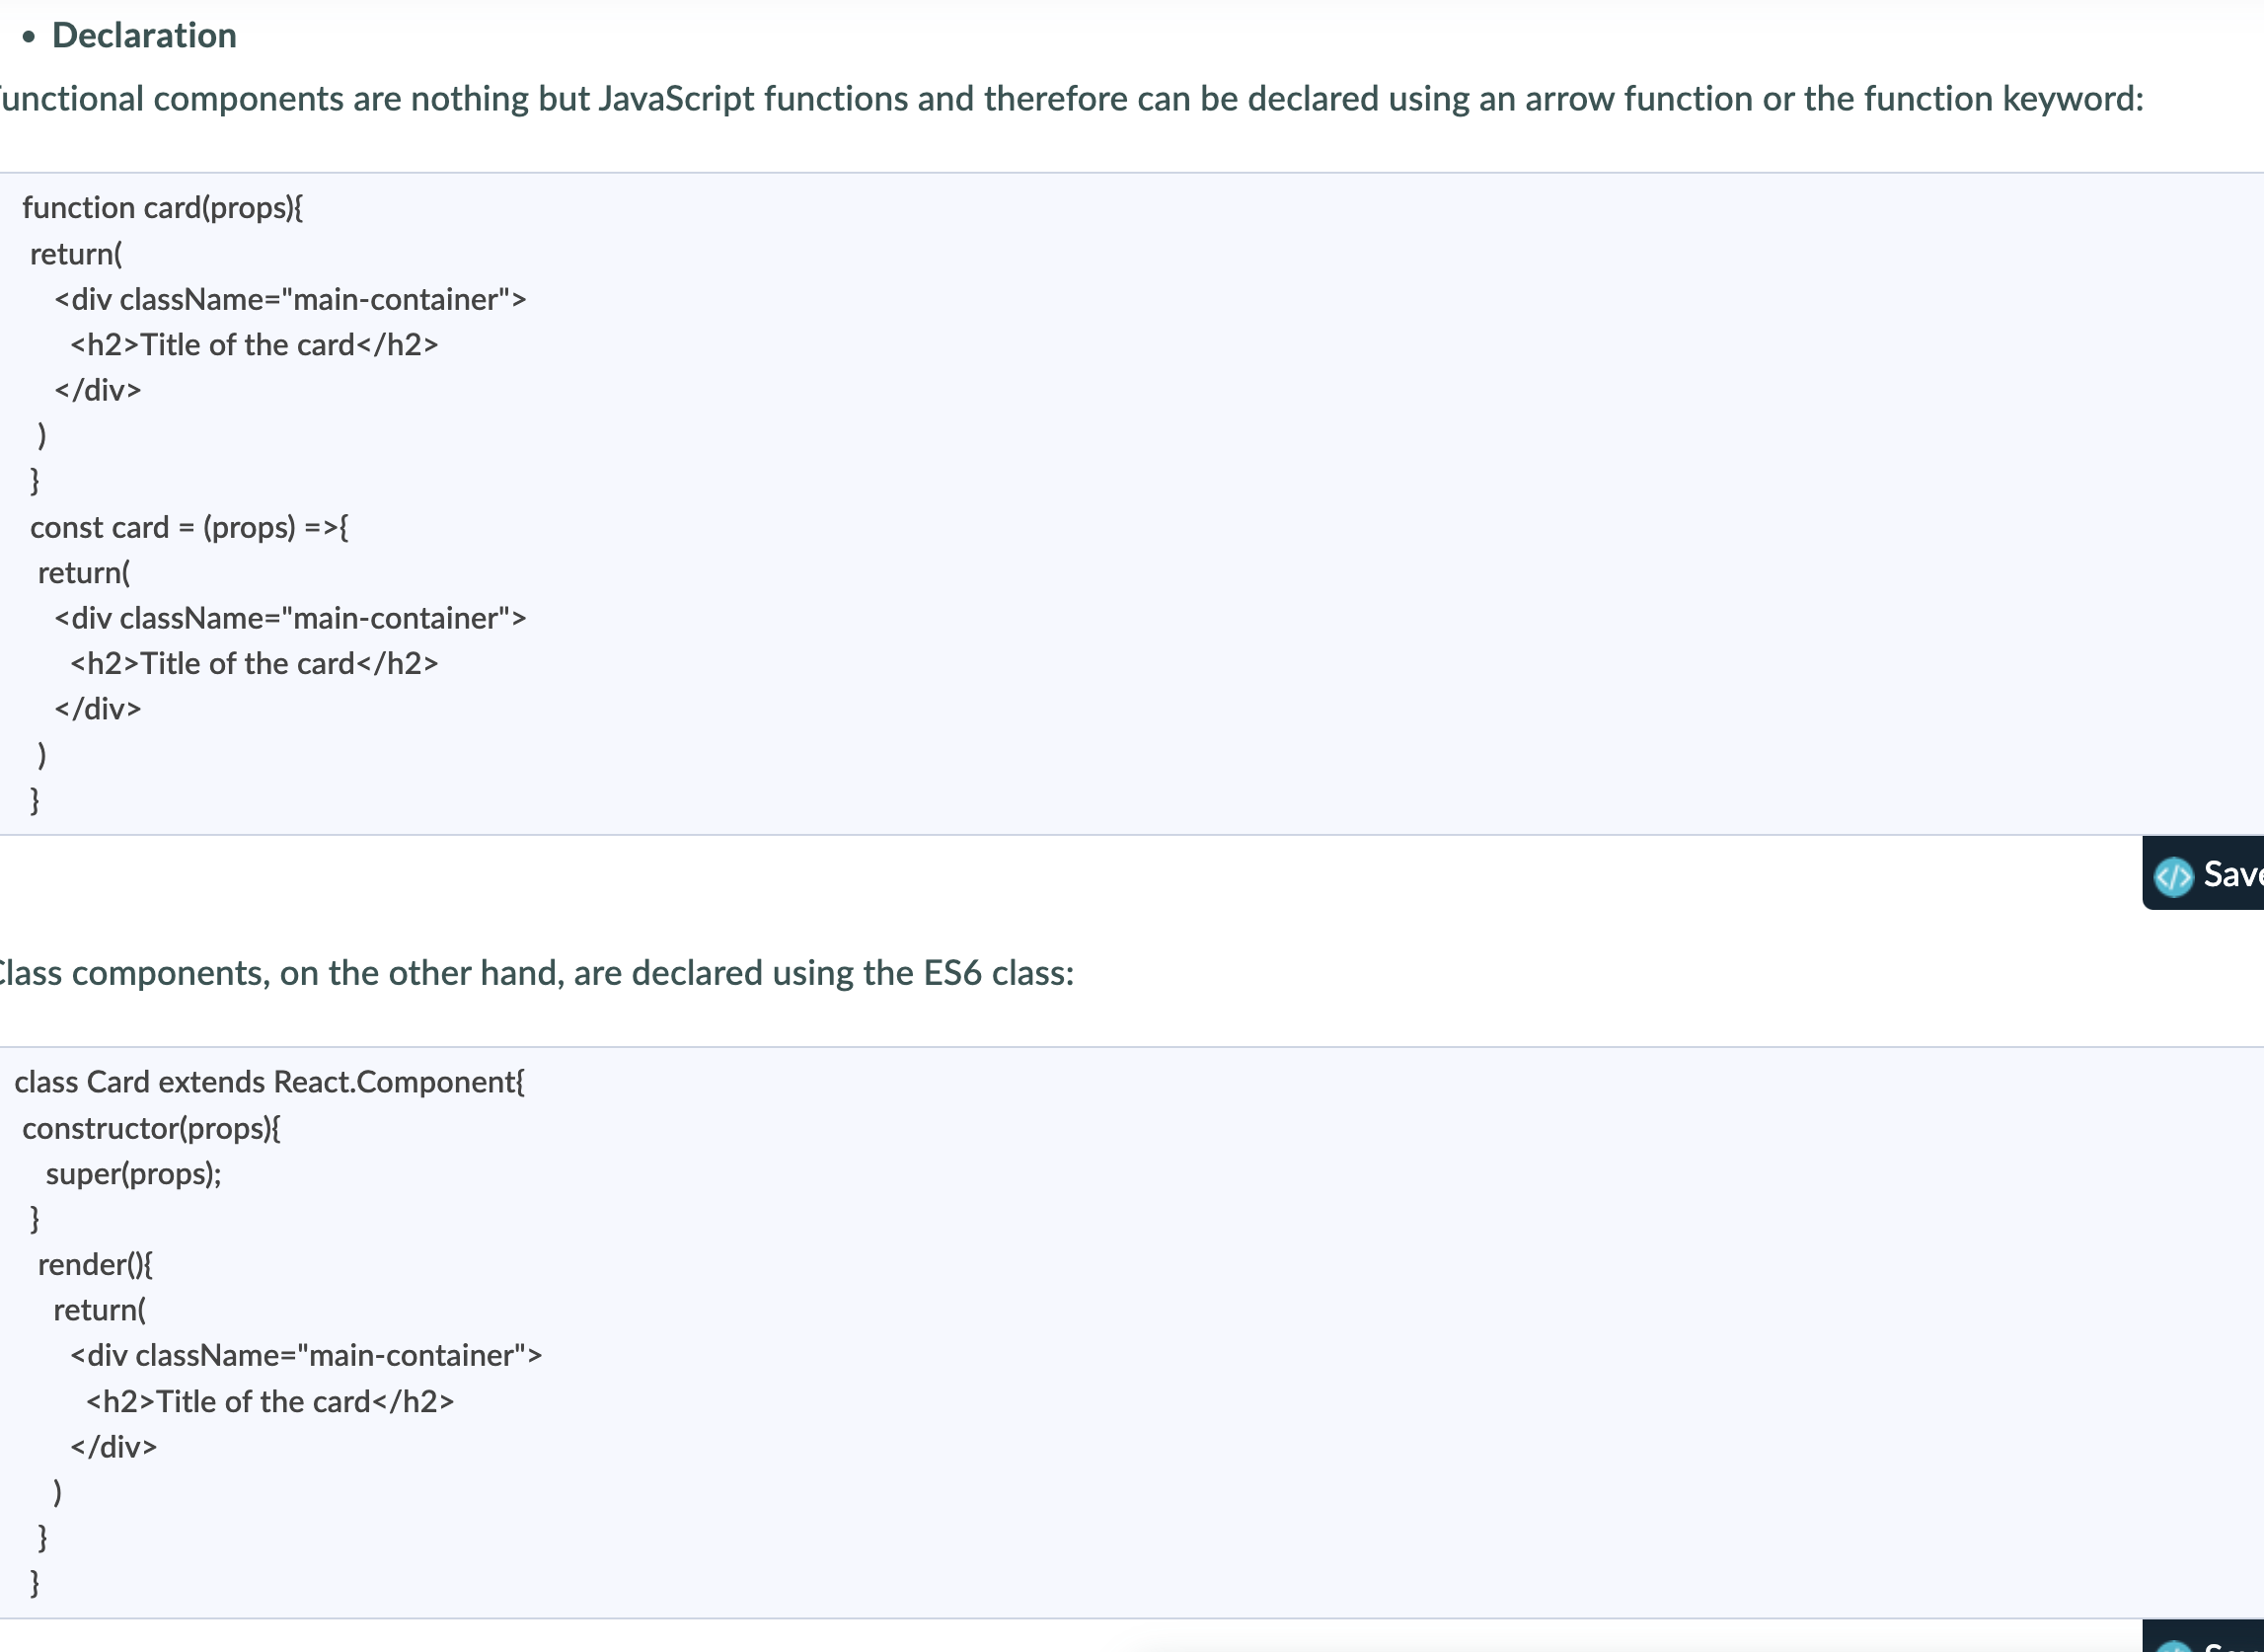 • Declaration
unctional components are nothing but JavaScript functions and therefore can be declared using an arrow function or the function keyword:
function card(props){
return(
<div className="main-container">
<h2>Title of the card</h2>
</div>
)
}
const card = (props) =>{
return(
<div className="main-container">
<h2>Title of the card</h2>
</div>
)
}
</> Save
Class components, on the other hand, are declared using the ES6 class:
class Card extends React.Component{
constructor(props){
super(props);
}
render(){
return(
<div className="main-container">
<h2>Title of the card</h2>
</div>
)
}
}